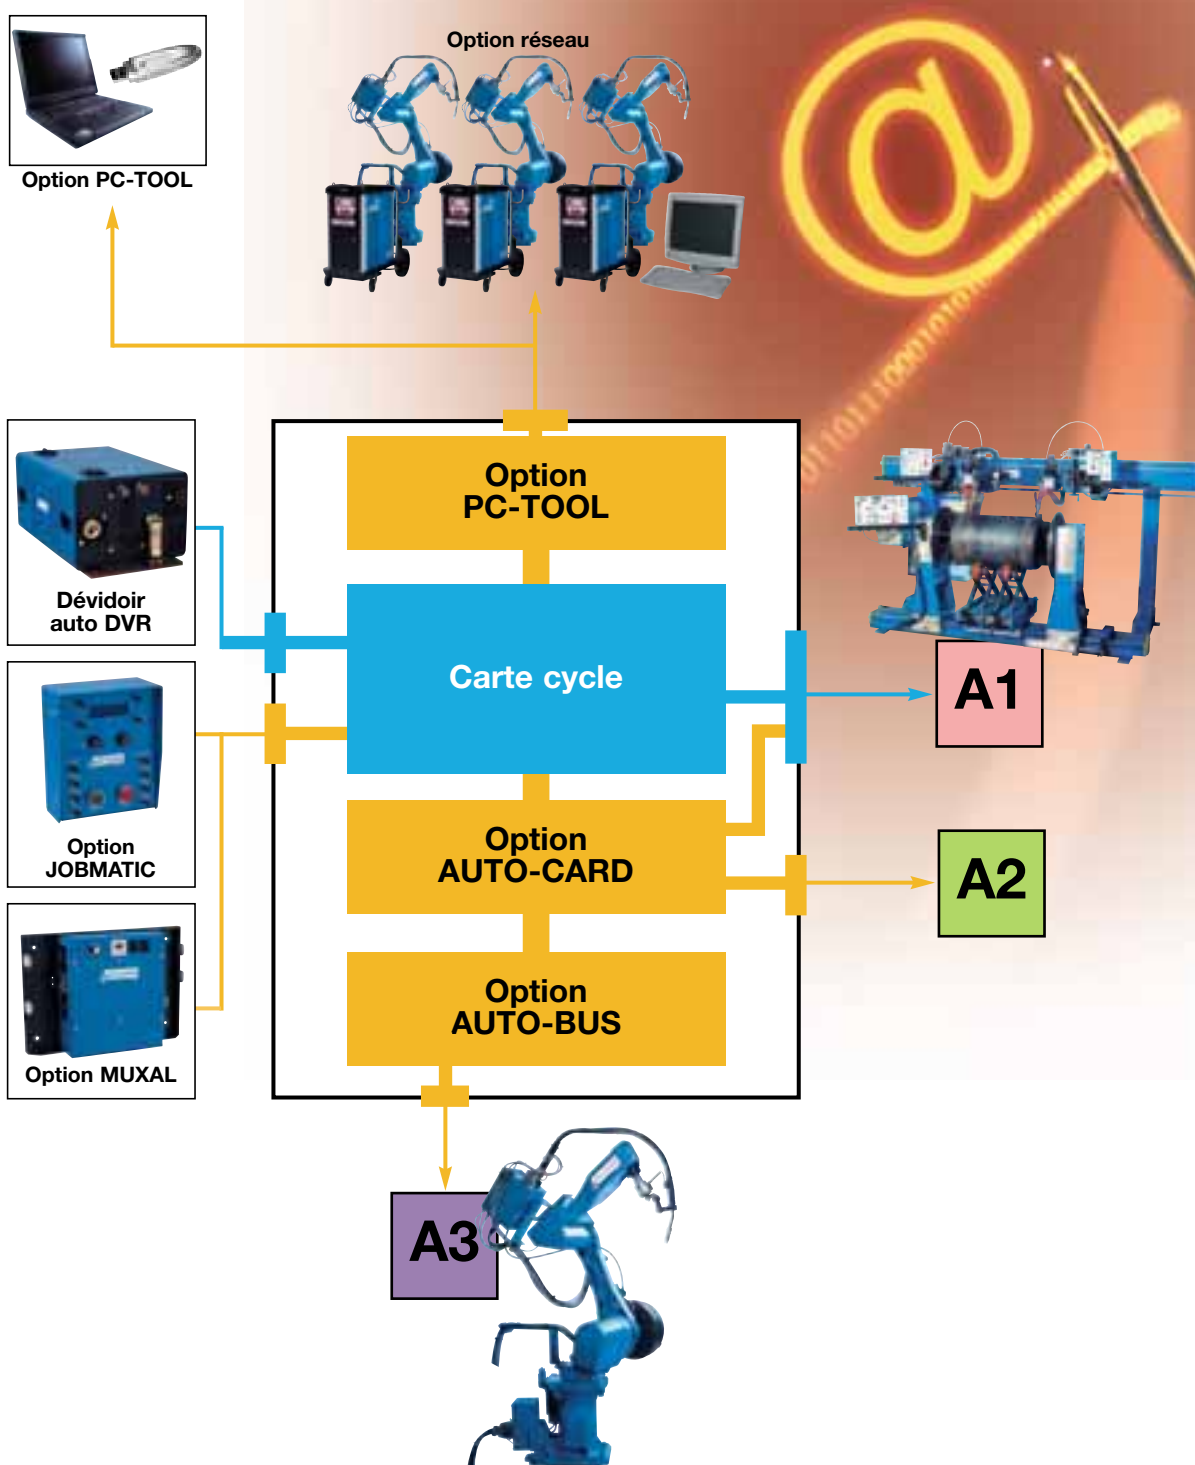 Option réseau
Option PC-TOOL
Option
PC-TOOL
Dévidoir
auto DVR
Carte cycle
A1
Option
JOBMATIC
Option
AUTO-CARD
A2
Option
AUTO-BUS
Option MUXAL
A3